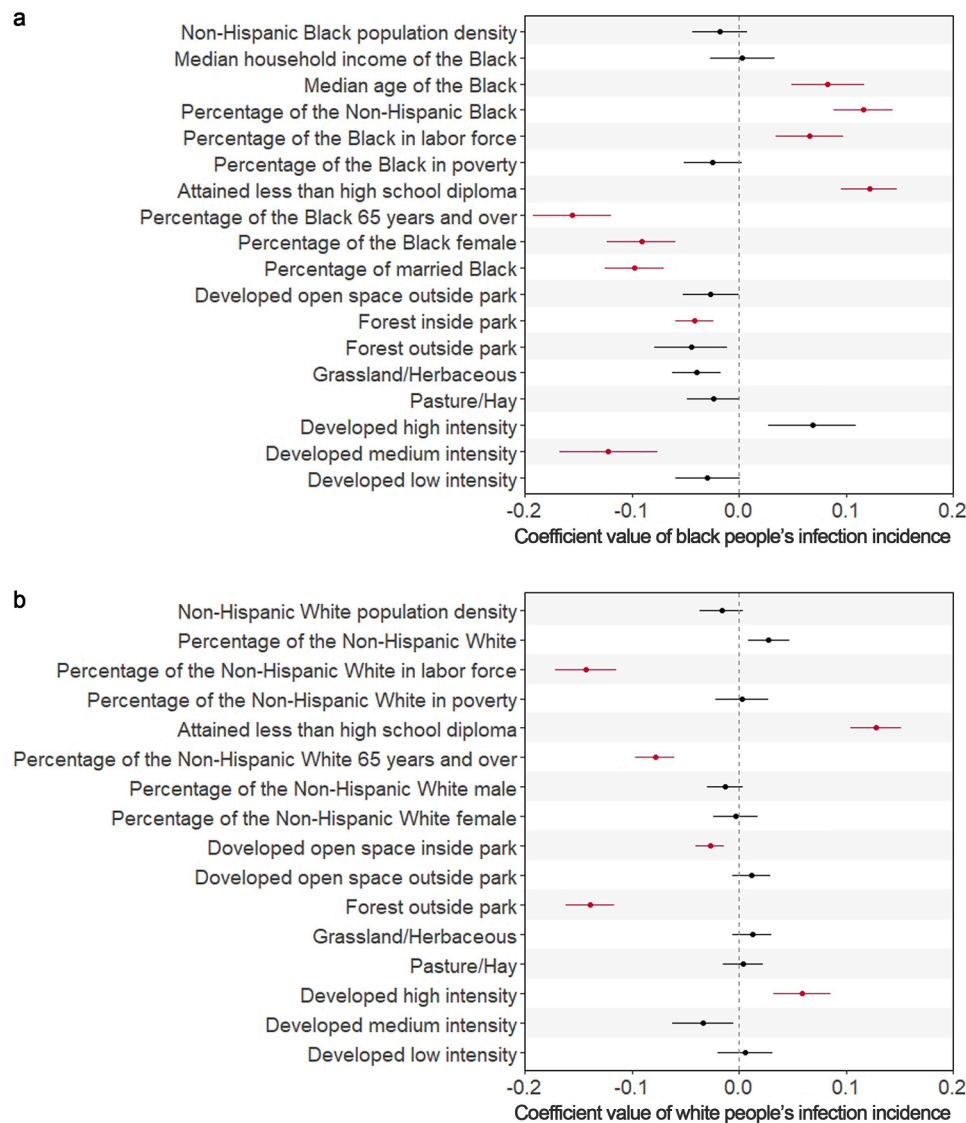 a
Non-Hispanic Black population density
Median household income of the Black
Median age of the Black
Percentage of the Non-Hispanic Black
Percentage of the Black in labor force
Percentage of the Black in poverty
Attained less than high school diploma
Percentage of the Black 65 years and over
Percentage of the Black female
Percentage of married Black
Developed open space outside park
Forest inside park
Forest outside park
Grassland/Herbaceous
Pasture/Hay
Developed high intensity
Developed medium intensity
Developed low intensity
-0.2 -0.1 0.0 0.1 0.2
Coefficient value of black people's infection incidence
b
Non-Hispanic White population density
Percentage of the Non-Hispanic White
Percentage of the Non-Hispanic White in labor force
Percentage of the Non-Hispanic White in poverty
Attained less than high school diploma
Percentage of the Non-Hispanic White 65 years and over
Percentage of the Non-Hispanic White male
Percentage of the Non-Hispanic White female
Doveloped open space inside park
Doveloped open space outside park
Forest outside park
Grassland/Herbaceous
Pasture/Hay
Developed high intensity
Developed medium intensity
Developed low intensity
-0.2 -0.1 0.0 0.1 0.2
Coefficient value of white people's infection incidence